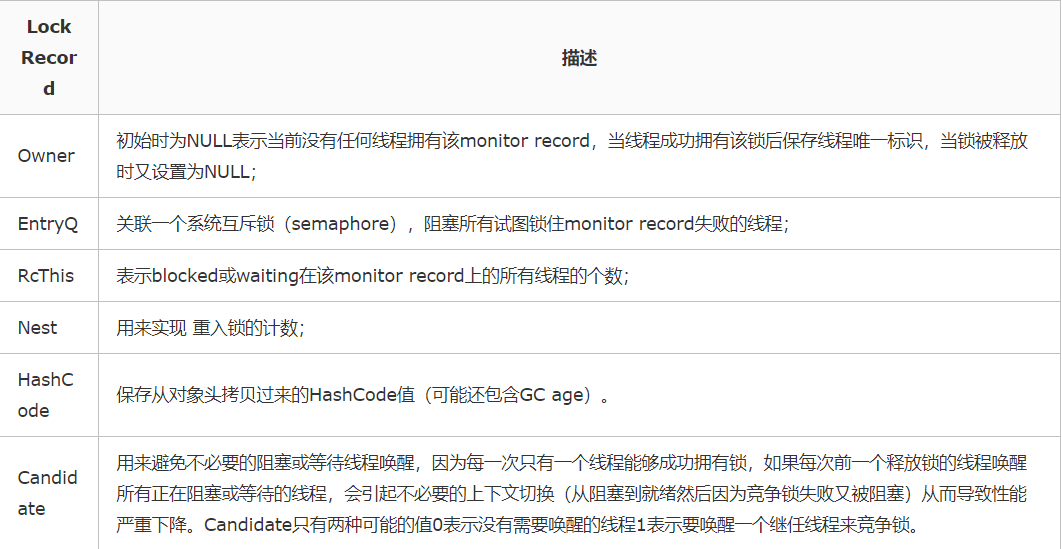 Lock
Recor
d
描述
Owner
初始时为NULL表示当前没有任何线程拥有该monitor record，当线程成功拥有该锁后保存线程唯一标识，当锁被释放
时又设置为NULL；
EntryQ
关联一个系统互斥锁（semaphore），阻塞所有试图锁住monitor record失败的线程；
RcThis
表示blocked或waiting在该monitor record上的所有线程的个数；
Nest
用来实现 重入锁的计数；
HashC
ode
保存从对象头拷贝过来的HashCode值（可能还包含GC age）。
Candid
ate
用来避免不必要的阻塞或等待线程唤醒，因为每一次只有一个线程能够成功拥有锁，如果每次前一个释放锁的线程唤醒
所有正在阻塞或等待的线程，会引起不必要的上下文切换（从阻塞到就绪然后因为竞争锁失败又被阻塞）从而导致性能
严重下降。Candidate只有两种可能的值0表示没有需要唤醒的线程1表示要唤醒一个继任线程来竞争锁。